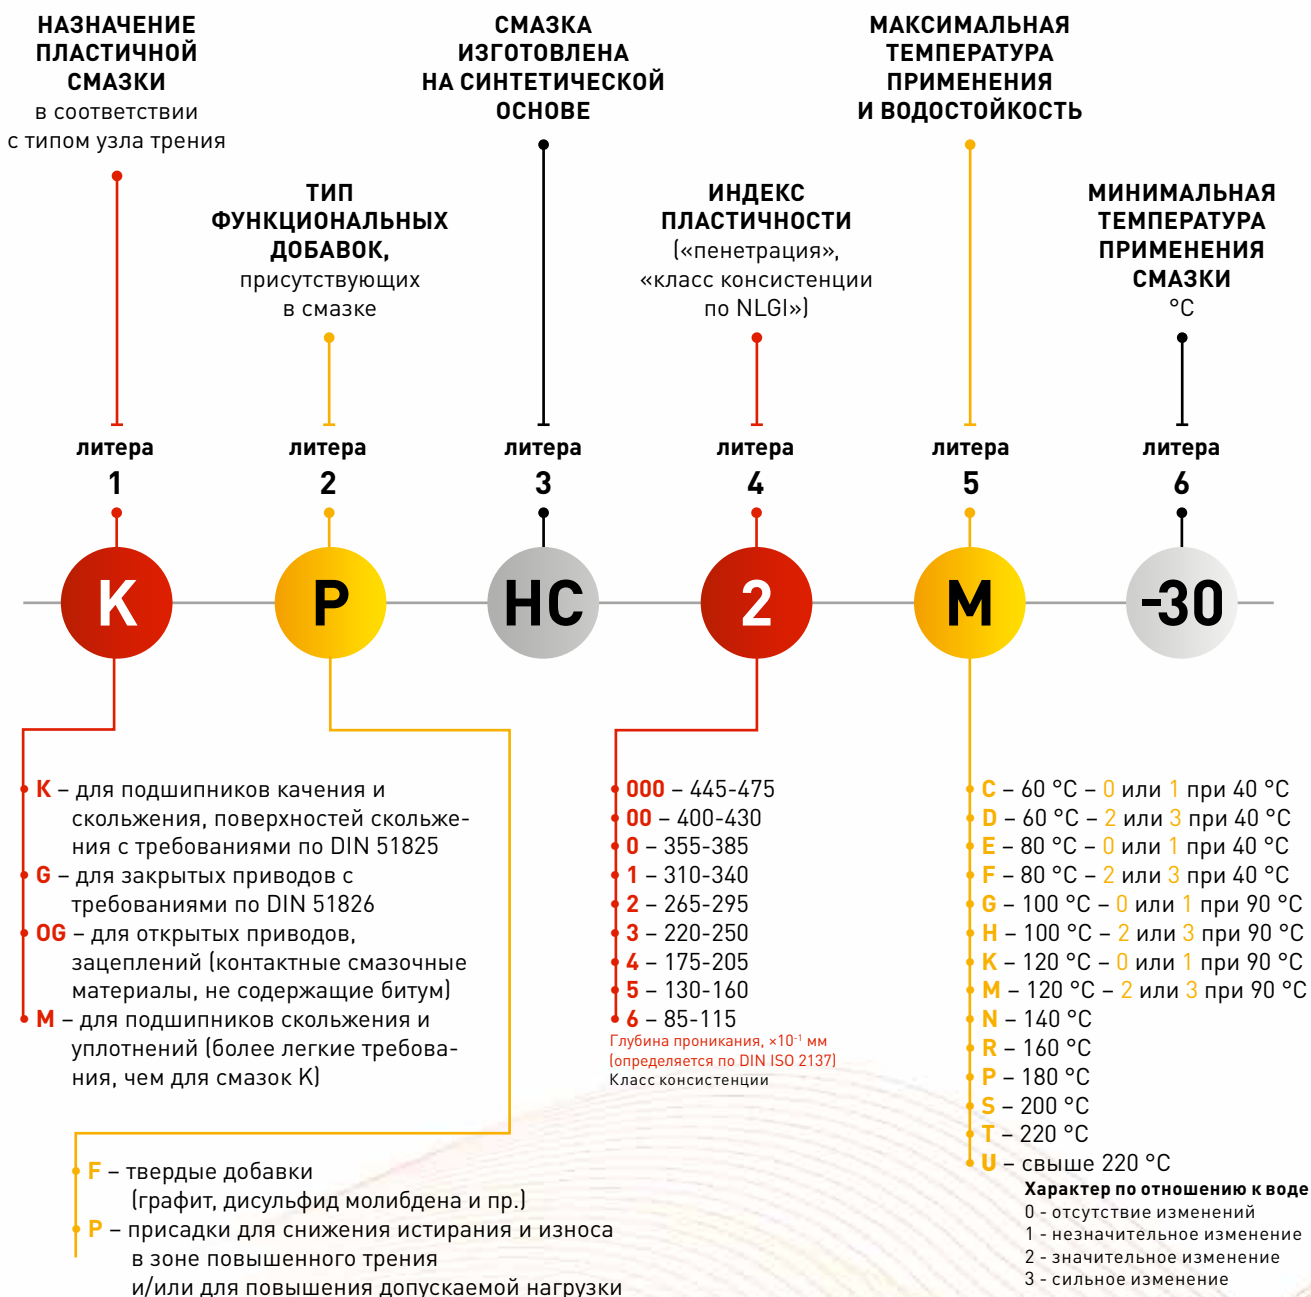 НАЗНАЧЕНИЕ
ПЛАСТИЧНОЙ
СМАЗКИ
в соответствии
с типом узла трения
ТИП
ФУНКЦИОНАЛЬНЫХ
ДОБАВОК,
присутствующих
в смазке
СМАЗКА
ИЗГОТОВЛЕНА
НА СИНТЕТИЧЕСКОЙ
ОСНОВЕ
ИНДЕКС
ПЛАСТИЧНОСТИ
(«пенетрация»,
«класс консистенции
по NLGI»)
МАКСИМАЛЬНАЯ
ТЕМПЕРАТУРА
ПРИМЕНЕНИЯ
И ВОДОСТОЙКОСТЬ
МИНИМАЛЬНАЯ
ТЕМПЕРАТУРА
ПРИМЕНЕНИЯ
СМАЗКИ
°C
литера
1
литера
2
литера
3
литера
4
литера
5
литера
6
K
P
HC
2
M
-30
K – для подшипников качения и
скольжения, поверхностей скольже-
ния с требованиями по DIN 51825
G – для закрытых приводов с
требованиями по DIN 51826
OG – для открытых приводов,
зацеплений (контактные смазочные
материалы, не содержащие битум)
M – для подшипников скольжения и
уплотнений (более легкие требова-
ния, чем для смазок K)
F – твердые добавки
(графит, дисульфид молибдена и пр.)
P – присадки для снижения истирания и износа
в зоне повышенного трения
и/или для повышения допускаемой нагрузки
000 – 445-475
00 – 400-430
0 – 355-385
1 – 310-340
2 – 265-295
3 – 220-250
4 – 175-205
5 – 130-160
6 – 85-115
Глубина проникания, ×10⁻¹ мм
(определяется по DIN ISO 2137)
Класс консистенции
C – 60 °C – 0 или 1 при 40 °C
D – 60 °C – 2 или 3 при 40 °C
E – 80 °C – 0 или 1 при 40 °C
F – 80 °C – 2 или 3 при 40 °C
G – 100 °C – 0 или 1 при 90 °C
H – 100 °C – 2 или 3 при 90 °C
K – 120 °C – 0 или 1 при 90 °C
M – 120 °C – 2 или 3 при 90 °C
N – 140 °C
R – 160 °C
P – 180 °C
S – 200 °C
T – 220 °C
U – свыше 220 °C
Характер по отношению к воде
0 - отсутствие изменений
1 - незначительное изменение
2 - значительное изменение
3 - сильное изменение